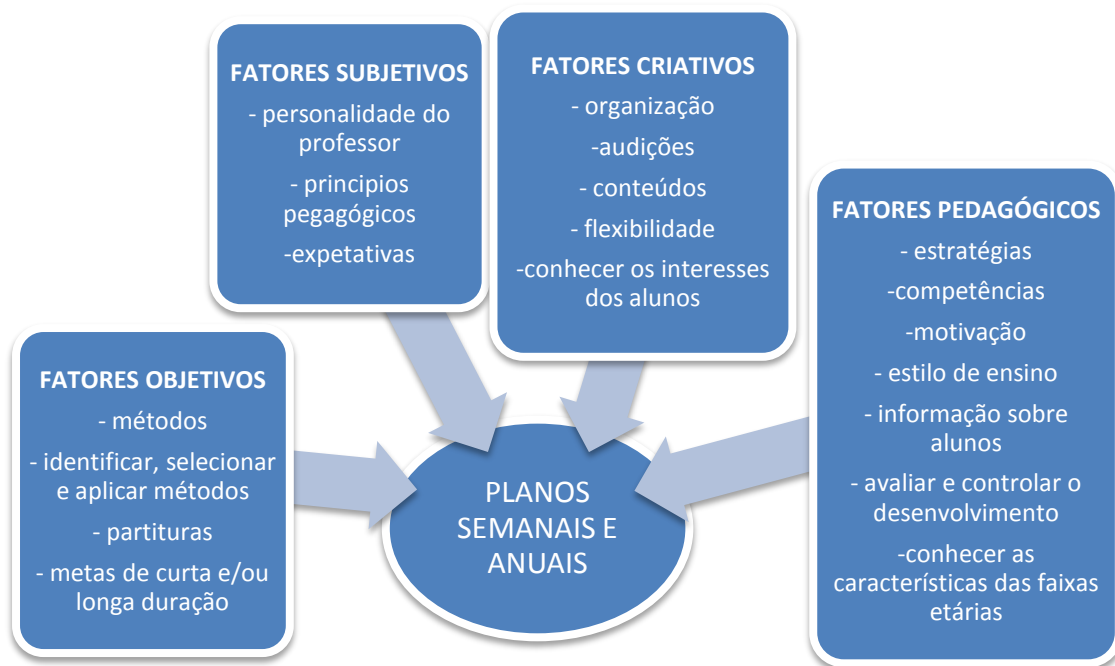 FATORES SUBJETIVOS
- personalidade do
professor
- principios
pegagógicos
-expetativas
FATORES CRIATIVOS
- organização
-audições
- conteúdos
- flexibilidade
-conhecer os interesses
dos alunos
FATORES PEDAGÓGICOS
- estratégias
-competências
-motivação
- estilo de ensino
- informação sobre
alunos
- avaliar e controlar o
desenvolvimento
-conhecer as
características das faixas
etárias
FATORES OBJETIVOS
- métodos
- identificar, selecionar
e aplicar métodos
- partituras
- metas de curta e/ou
longa duração
PLANOS
SEMANAIS E
ANUAIS